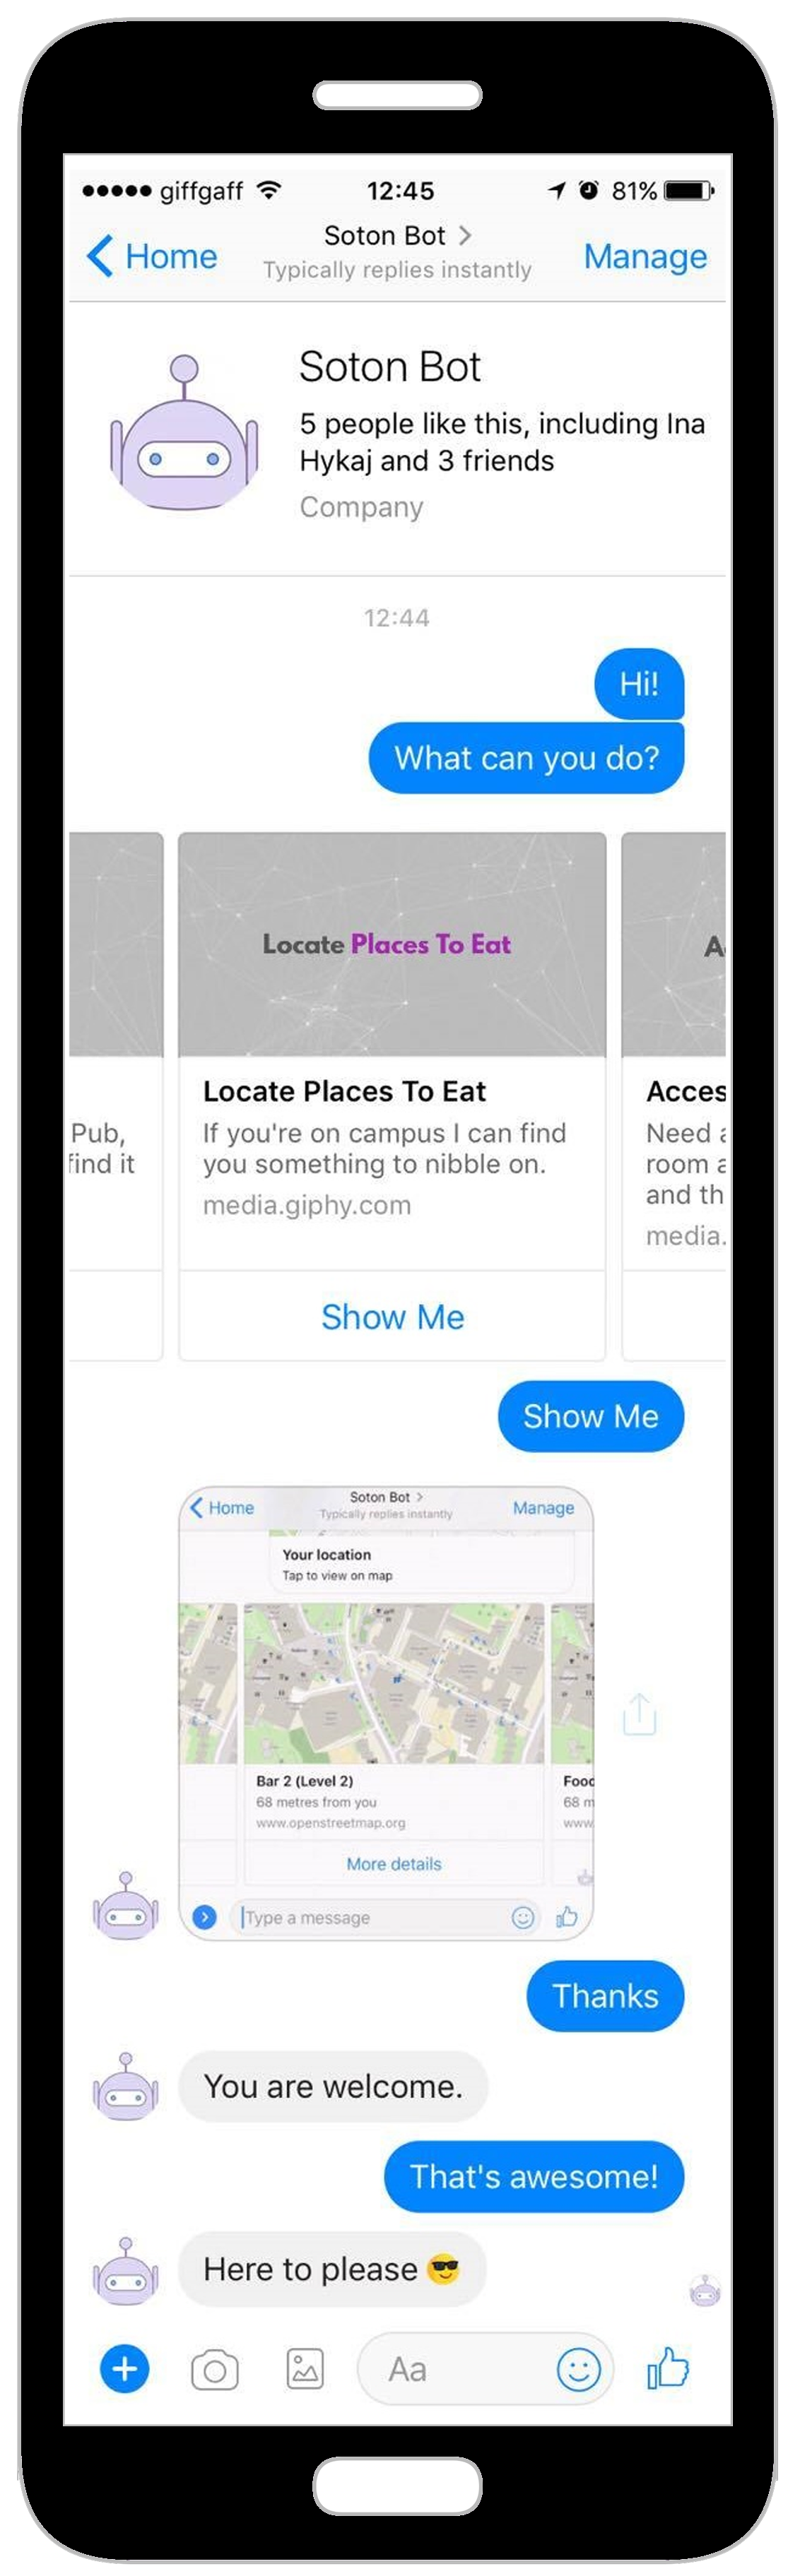 giffgaff 12:45 81%
Home Soton Bot Manage
Typically replies instantly
Soton Bot
5 people like this, including Ina
Hykaj and 3 friends
Company
12:44
Hi!
What can you do?
Locate Places To Eat
Locate Places To Eat
If you're on campus I can find
you something to nibble on.
media.giphy.com
Show Me
Pub,
find it
Acces
Need
room
and th
media.
Show Me
Home Soton Bot Manage
Typically replies instantly
Your location
Tap to view on map
Bar 2 (Level 2)
68 metres from you
www.openstreetmap.org
More details
Food
68 m
www.
Type a message
Thanks
You are welcome.
That's awesome!
Here to please 😎
Aa